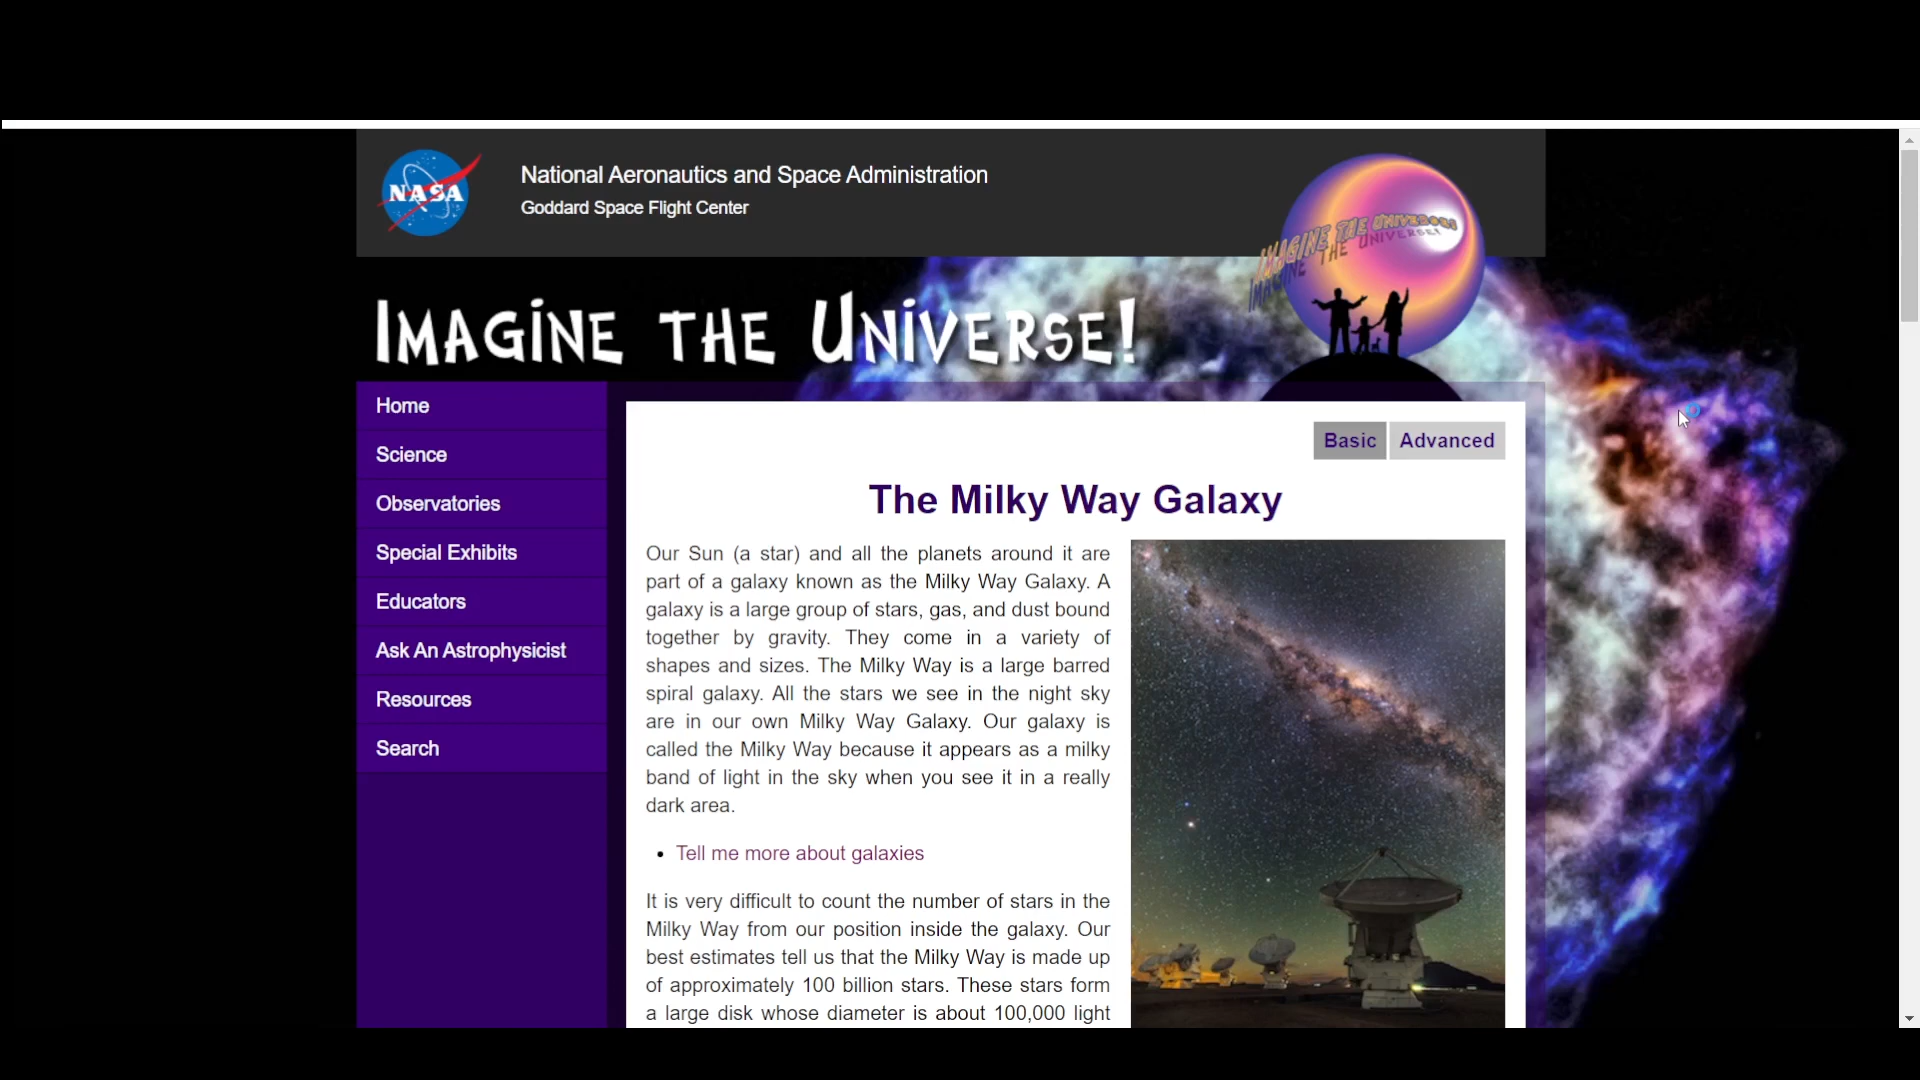 NASA
National Aeronautics and Space Administration
Goddard Space Flight Center
IMAGINE THE UNIVERSE!
IMAGINE THE UNIVERSE!
Home
Science
Observatories
Special Exhibits
Educators
Ask An Astrophysicist
Resources
Search
Basic Advanced
The Milky Way Galaxy
Our Sun (a star) and all the planets around it are
part of a galaxy known as the Milky Way Galaxy. A
galaxy is a large group of stars, gas, and dust bound
together by gravity. They come in a variety of
shapes and sizes. The Milky Way is a large barred
spiral galaxy. All the stars we see in the night sky
are in our own Milky Way Galaxy. Our galaxy is
called the Milky Way because it appears as a milky
band of light in the sky when you see it in a really
dark area.
• Tell me more about galaxies
It is very difficult to count the number of stars in the
Milky Way from our position inside the galaxy. Our
best estimates tell us that the Milky Way is made up
of approximately 100 billion stars. These stars form
a large disk whose diameter is about 100,000 light